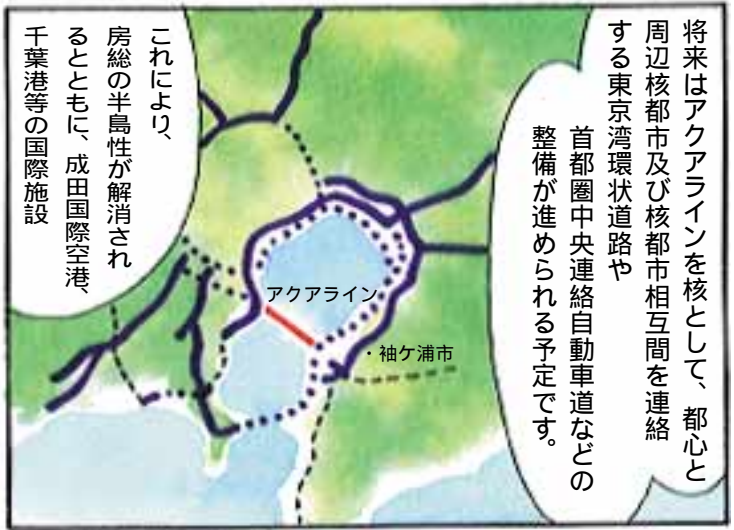 将来はアクアラインを核として、都心と
周辺核都市及び核都市相互間を連絡
する東京湾環状道路や
首都圏中央連絡自動車道などの
整備が進められる予定です。
これにより、
房総の半島性が解消され
るとともに、成田国際空港、
千葉港等の国際施設
アクアライン
・袖ケ浦市